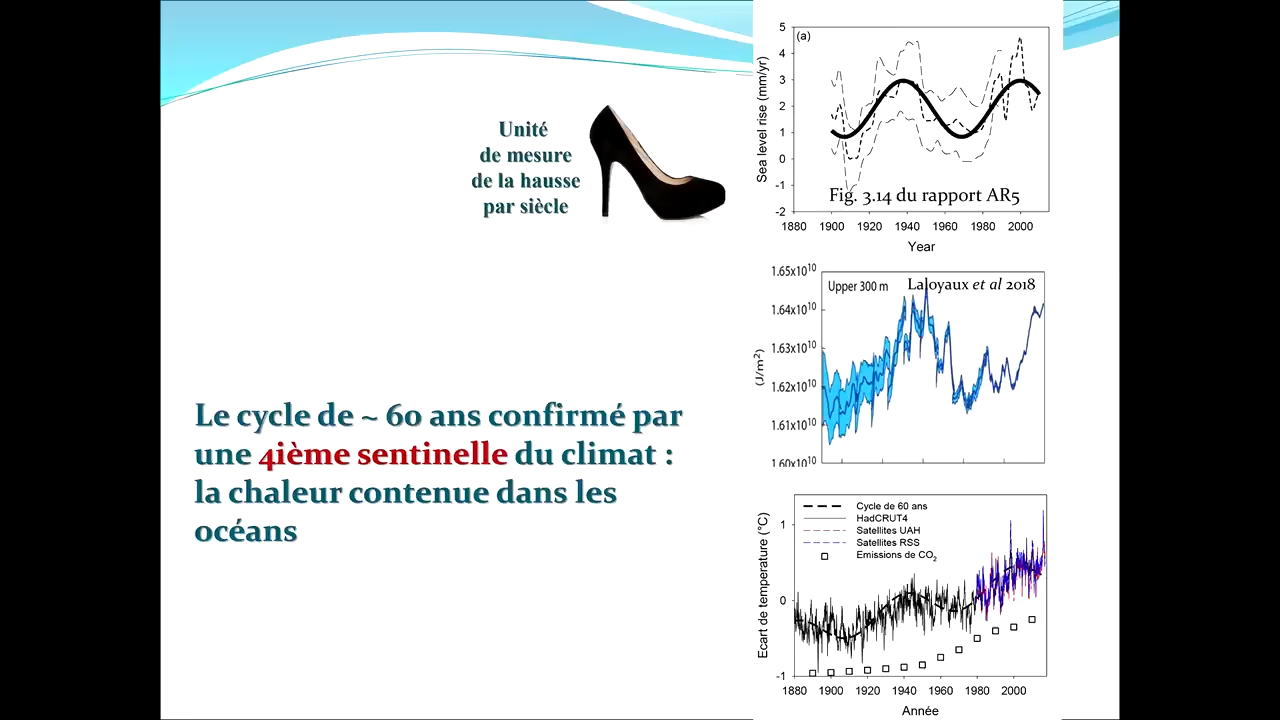 Unité
de mesure
de la hausse
par siècle
Le cycle de ~ 60 ans confirmé par
une 4ième sentinelle du climat :
la chaleur contenue dans les
océans
(a)
Sea level rise (mm/yr)
5
4
3
2
1
0
-1
-2
Fig. 3.14 du rapport AR5
1880 1900 1920 1940 1960 1980 2000
Year
Upper 300 m
Laloyaux et al 2018
(J/m²)
1.65x10¹⁰
1.64x10¹⁰
1.63x10¹⁰
1.62x10¹⁰
1.61x10¹⁰
1.60x10¹⁰
Ecart de temperature (°C)
1
0
-1
Cycle de 60 ans
HadCRUT4
Satellites UAH
Satellites RSS
Emissions de CO₂
1880 1900 1920 1940 1960 1980 2000
Année